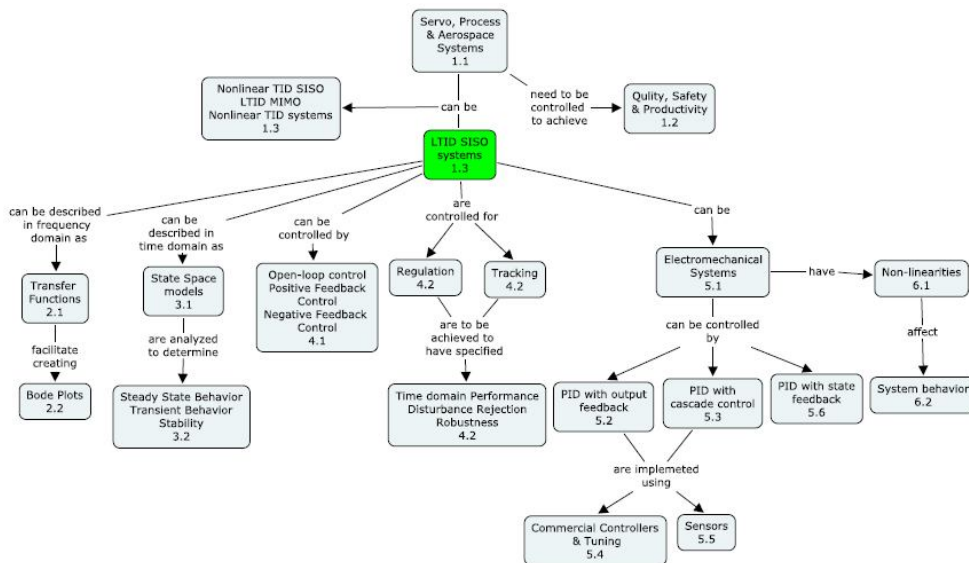 Servo, Process
& Aerospace
Systems
1.1
Nonlinear TID SISO
LTID MIMO
Nonlinear TID systems
1.3
can be
need to be
controlled
to achieve
Qulity, Safety
& Productivity
1.2
LTID SISO
systems
1.3
can be described
in frequency
domain as
can be
described in
time domain as
can be
controlled by
are
controlled for
can be
Transfer
Functions
2.1
State Space
models
3.1
Open-loop control
Positive Feedback
Control
Negative Feedback
Control
4.1
Regulation
4.2
Tracking
4.2
Electromechanical
Systems
5.1
have
Non-linearities
6.1
facilitate
creating
are analyzed
to determine
are to be
achieved to
have specified
can be controlled
by
affect
Bode Plots
2.2
Steady State Behavior
Transient Behavior
Stability
3.2
Time domain Performance
Disturbance Rejection
Robustness
4.2
PID with output
feedback
5.2
PID with
cascade control
5.3
PID with state
feedback
5.6
System behavior
6.2
are implemeted
using
Commercial Controllers
& Tuning
5.4
Sensors
5.5